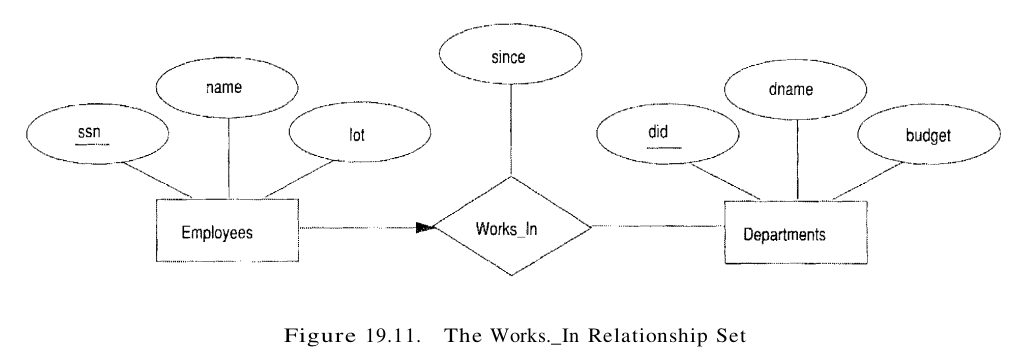 since
name
dname
ssn
lot
did
budget
Employees
Works_In
Departments
Figure 19.11. The Works._In Relationship Set